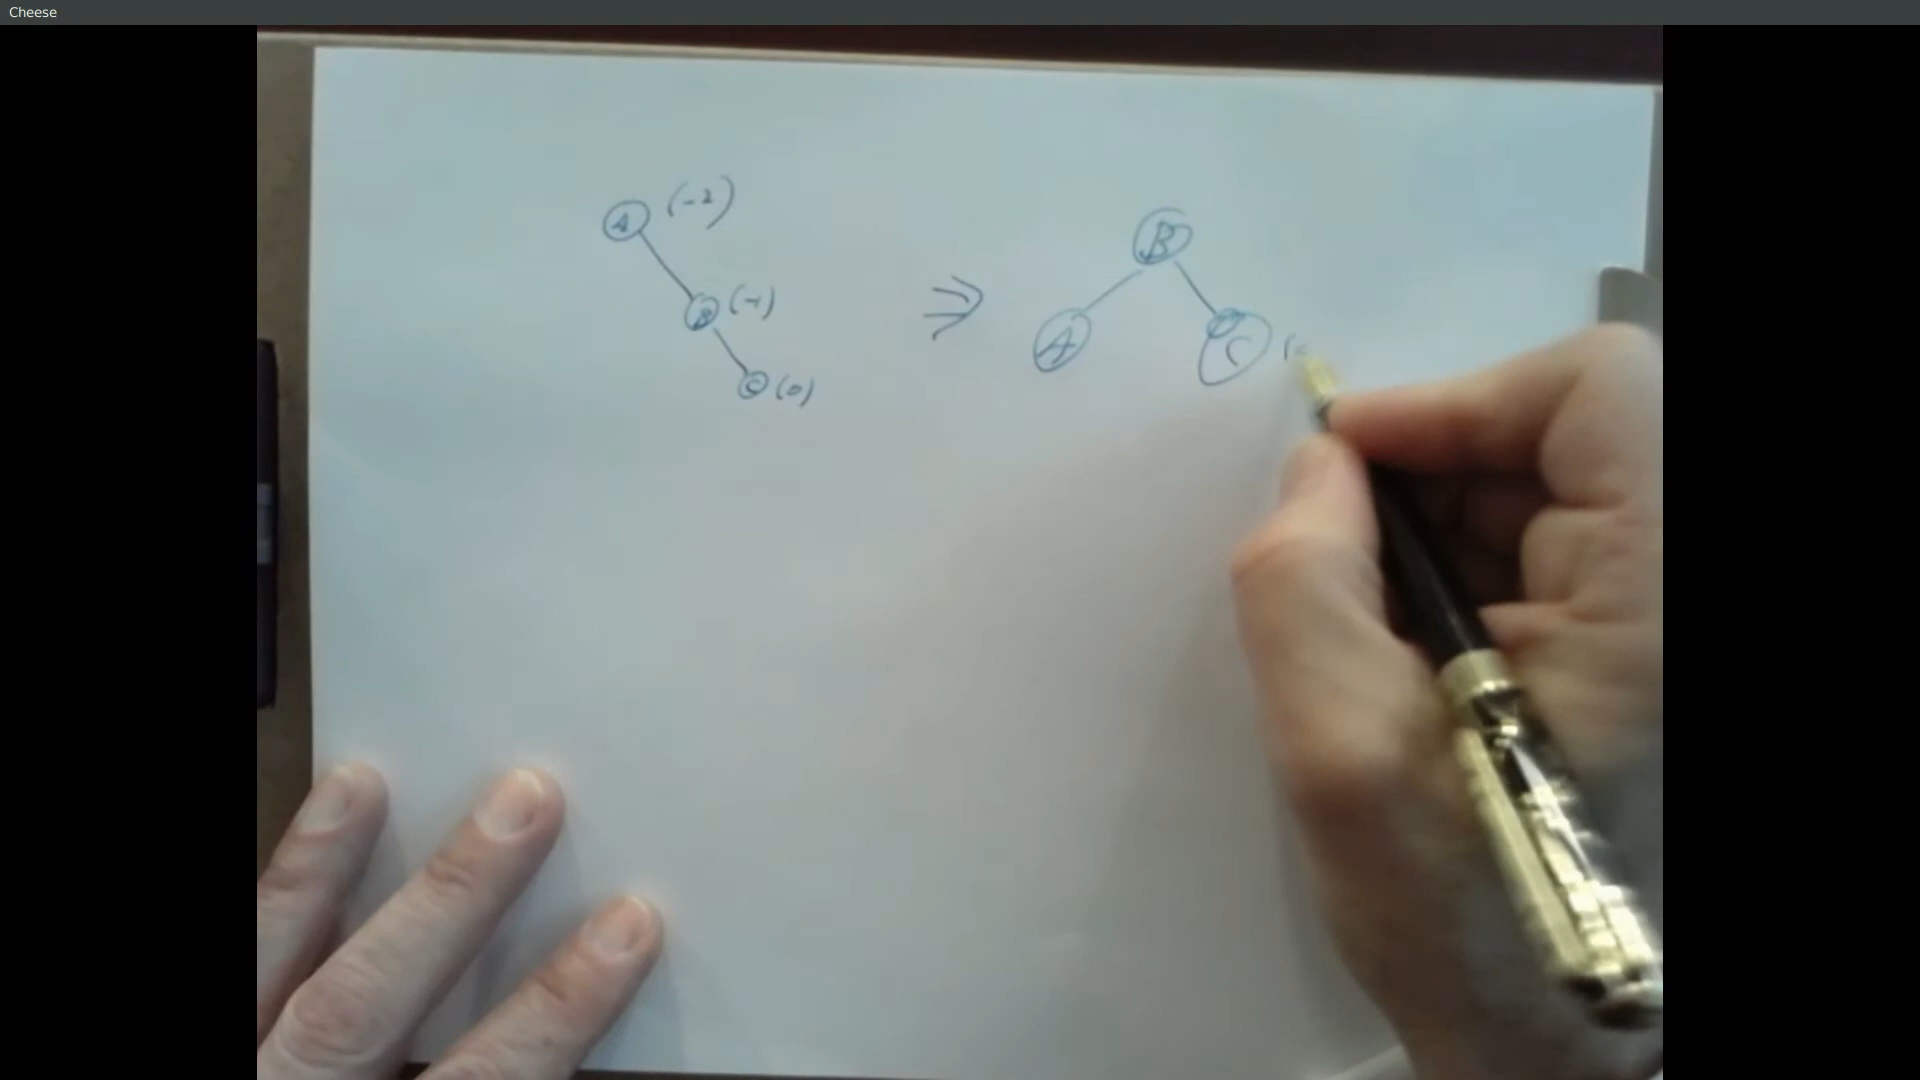 Cheese
A (-2)
B
B (-1)
A
C
C (0)